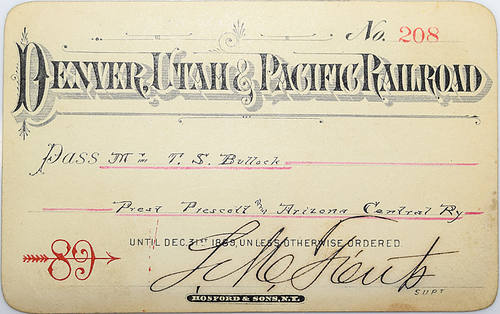 No. 208
DENVER, UTAH & PACIFIC RAILROAD
Pass Mr T. S. Bullock
Prest Prescott & Arizona Central Ry
UNTIL DEC. 31ST 1889, UNLESS OTHERWISE ORDERED.
89
SUPT
HOSFORD & SONS, N.Y.